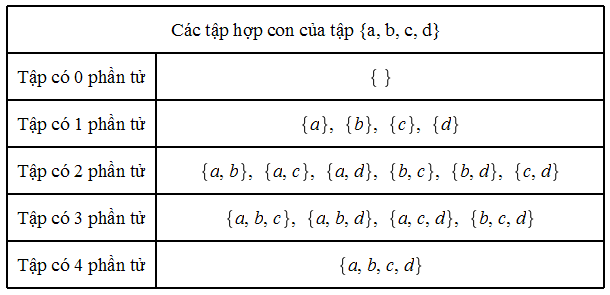 Các tập hợp con của tập {a, b, c, d}
Tập có 0 phần tử { }
Tập có 1 phần tử {a}, {b}, {c}, {d}
Tập có 2 phần tử {a, b}, {a, c}, {a, d}, {b, c}, {b, d}, {c, d}
Tập có 3 phần tử {a, b, c}, {a, b, d}, {a, c, d}, {b, c, d}
Tập có 4 phần tử {a, b, c, d}